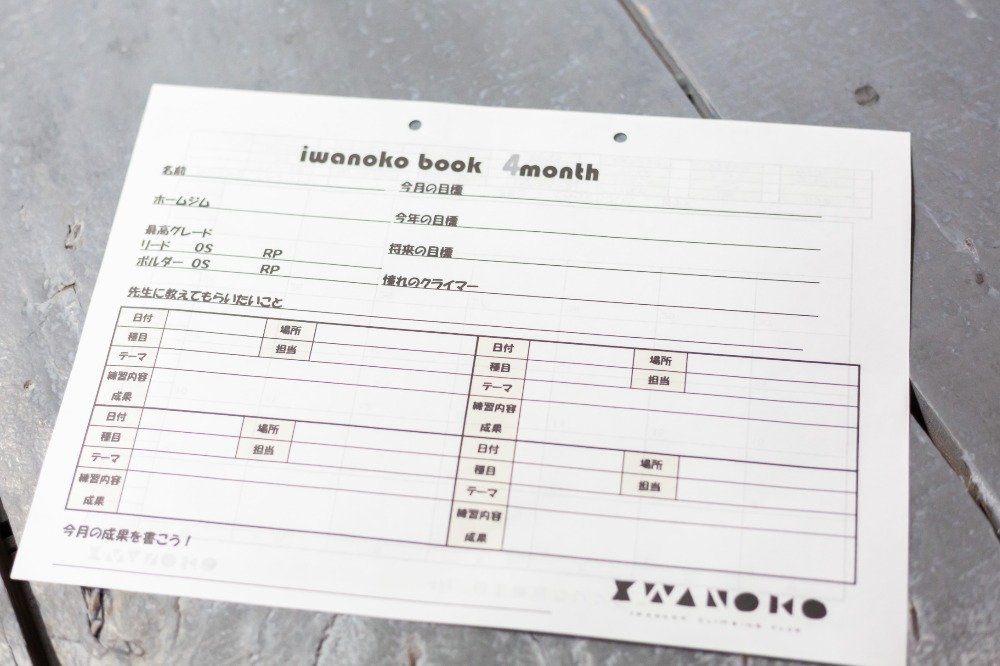 iwanoko book 4month
名前
ホームジム
最高グレード
リード OS RP
ボルダー OS RP
今月の目標
今年の目標
将来の目標
憧れのクライマー
先生に教えてもらいたいこと
日付 場所
種目 担当
テーマ
練習内容
成果
日付 場所
種目 担当
テーマ
練習内容
成果
日付 場所
種目 担当
テーマ
練習内容
成果
日付 場所
種目 担当
テーマ
練習内容
成果
今月の成果を書こう！
IWANOKO